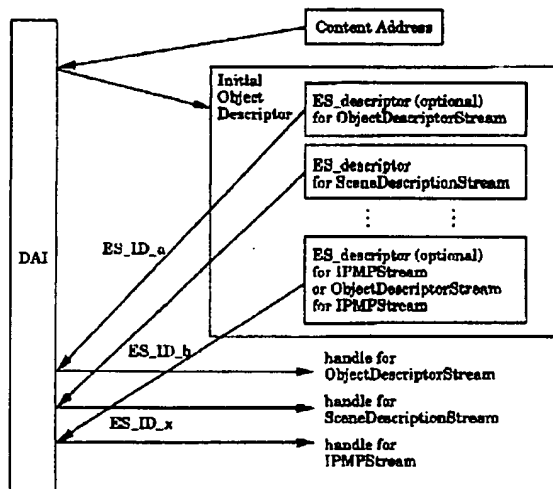 Content Address
Initial
Object
Descriptor
ES_descriptor (optional)
for ObjectDescriptorStream
ES_descriptor
for SceneDescriptionStream
ES_descriptor (optional)
for IPMPStream
or ObjectDescriptorStream
for IPMPStream
DAI
ES_ID_a
ES_ID_b
ES_ID_x
handle for
ObjectDescriptorStream
handle for
SceneDescriptionStream
handle for
IPMPStream